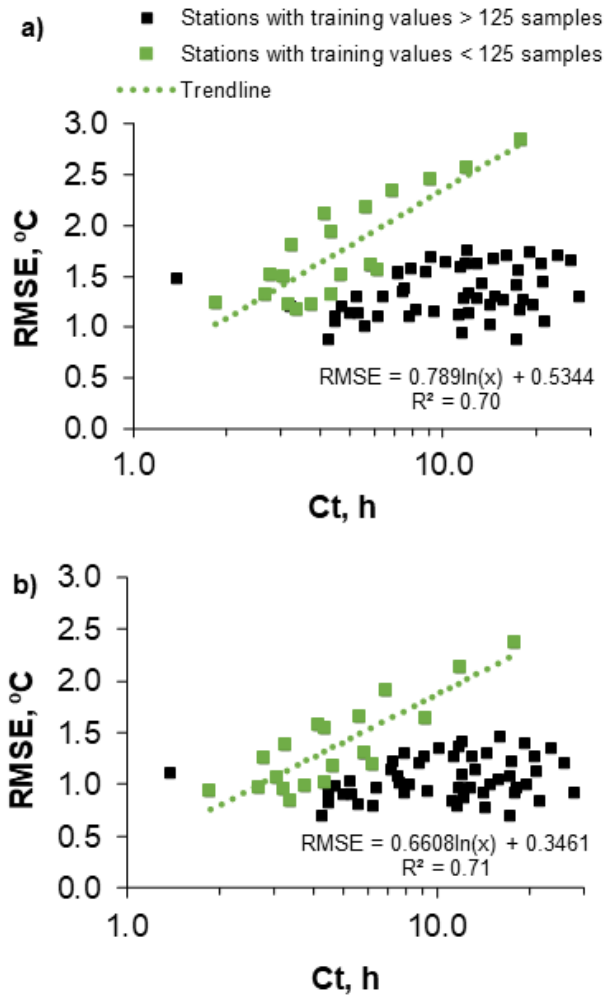 a)
Stations with training values > 125 samples
Stations with training values < 125 samples
Trendline
3.0
2.5
2.0
1.5
1.0
0.5
0.0
RMSE, ºC
RMSE = 0.789ln(x) + 0.5344
R² = 0.70
1.0 10.0
Ct, h
b)
3.0
2.5
2.0
1.5
1.0
0.5
0.0
RMSE, ºC
RMSE = 0.6608ln(x) + 0.3461
R² = 0.71
1.0 10.0
Ct, h